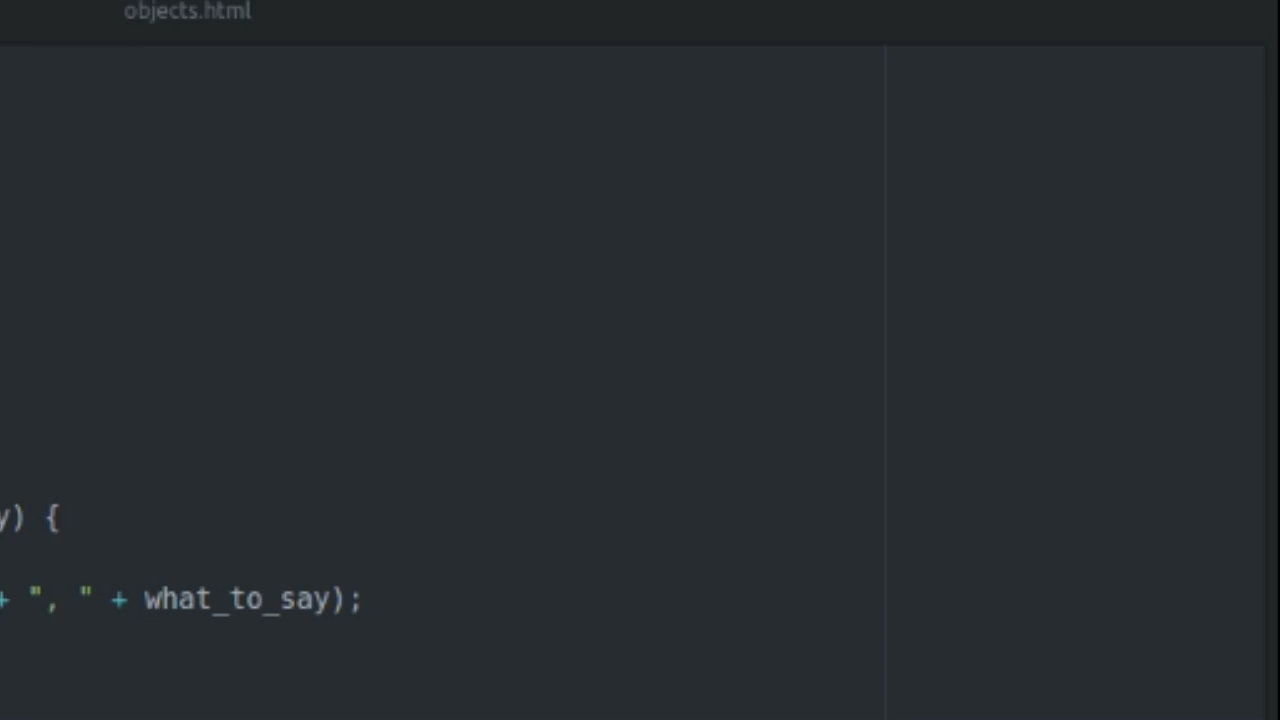 objects.html
y) {
+ ", " + what_to_say);